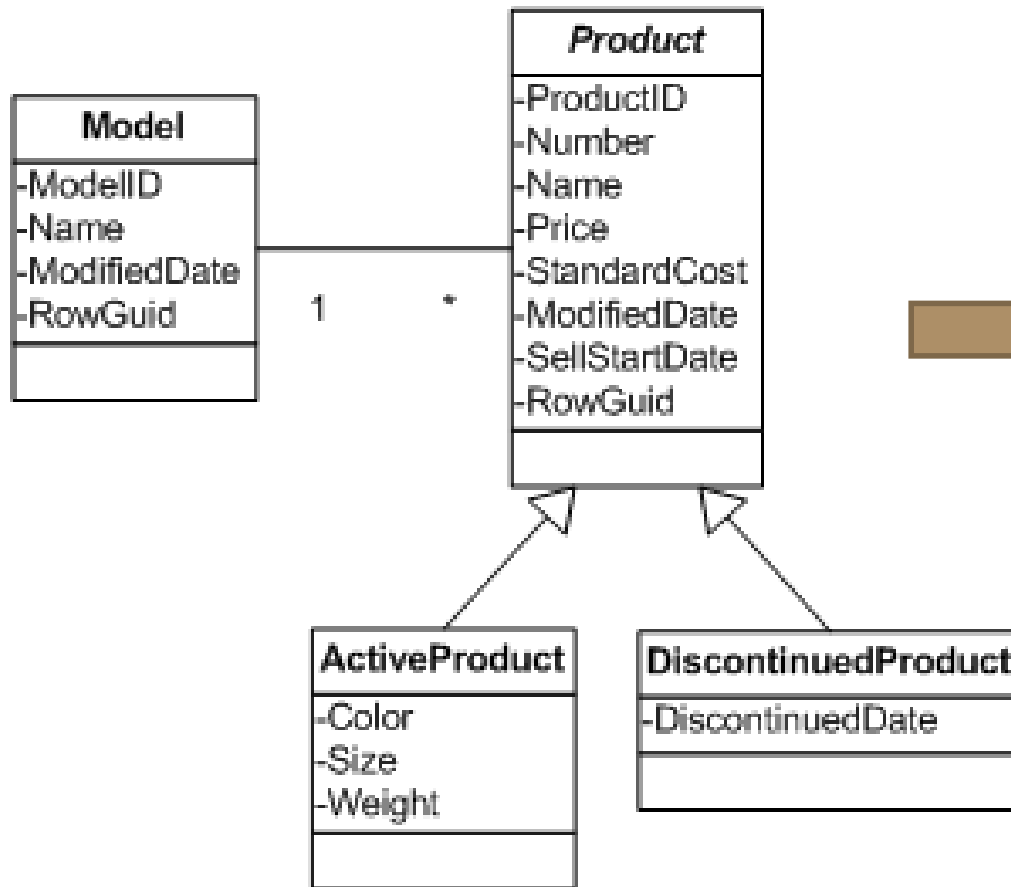 Model
-ModelID
-Name
-ModifiedDate
-RowGuid
1
*
Product
-ProductID
-Number
-Name
-Price
-StandardCost
-ModifiedDate
-SellStartDate
-RowGuid
ActiveProduct
-Color
-Size
-Weight
DiscontinuedProduct
-DiscontinuedDate